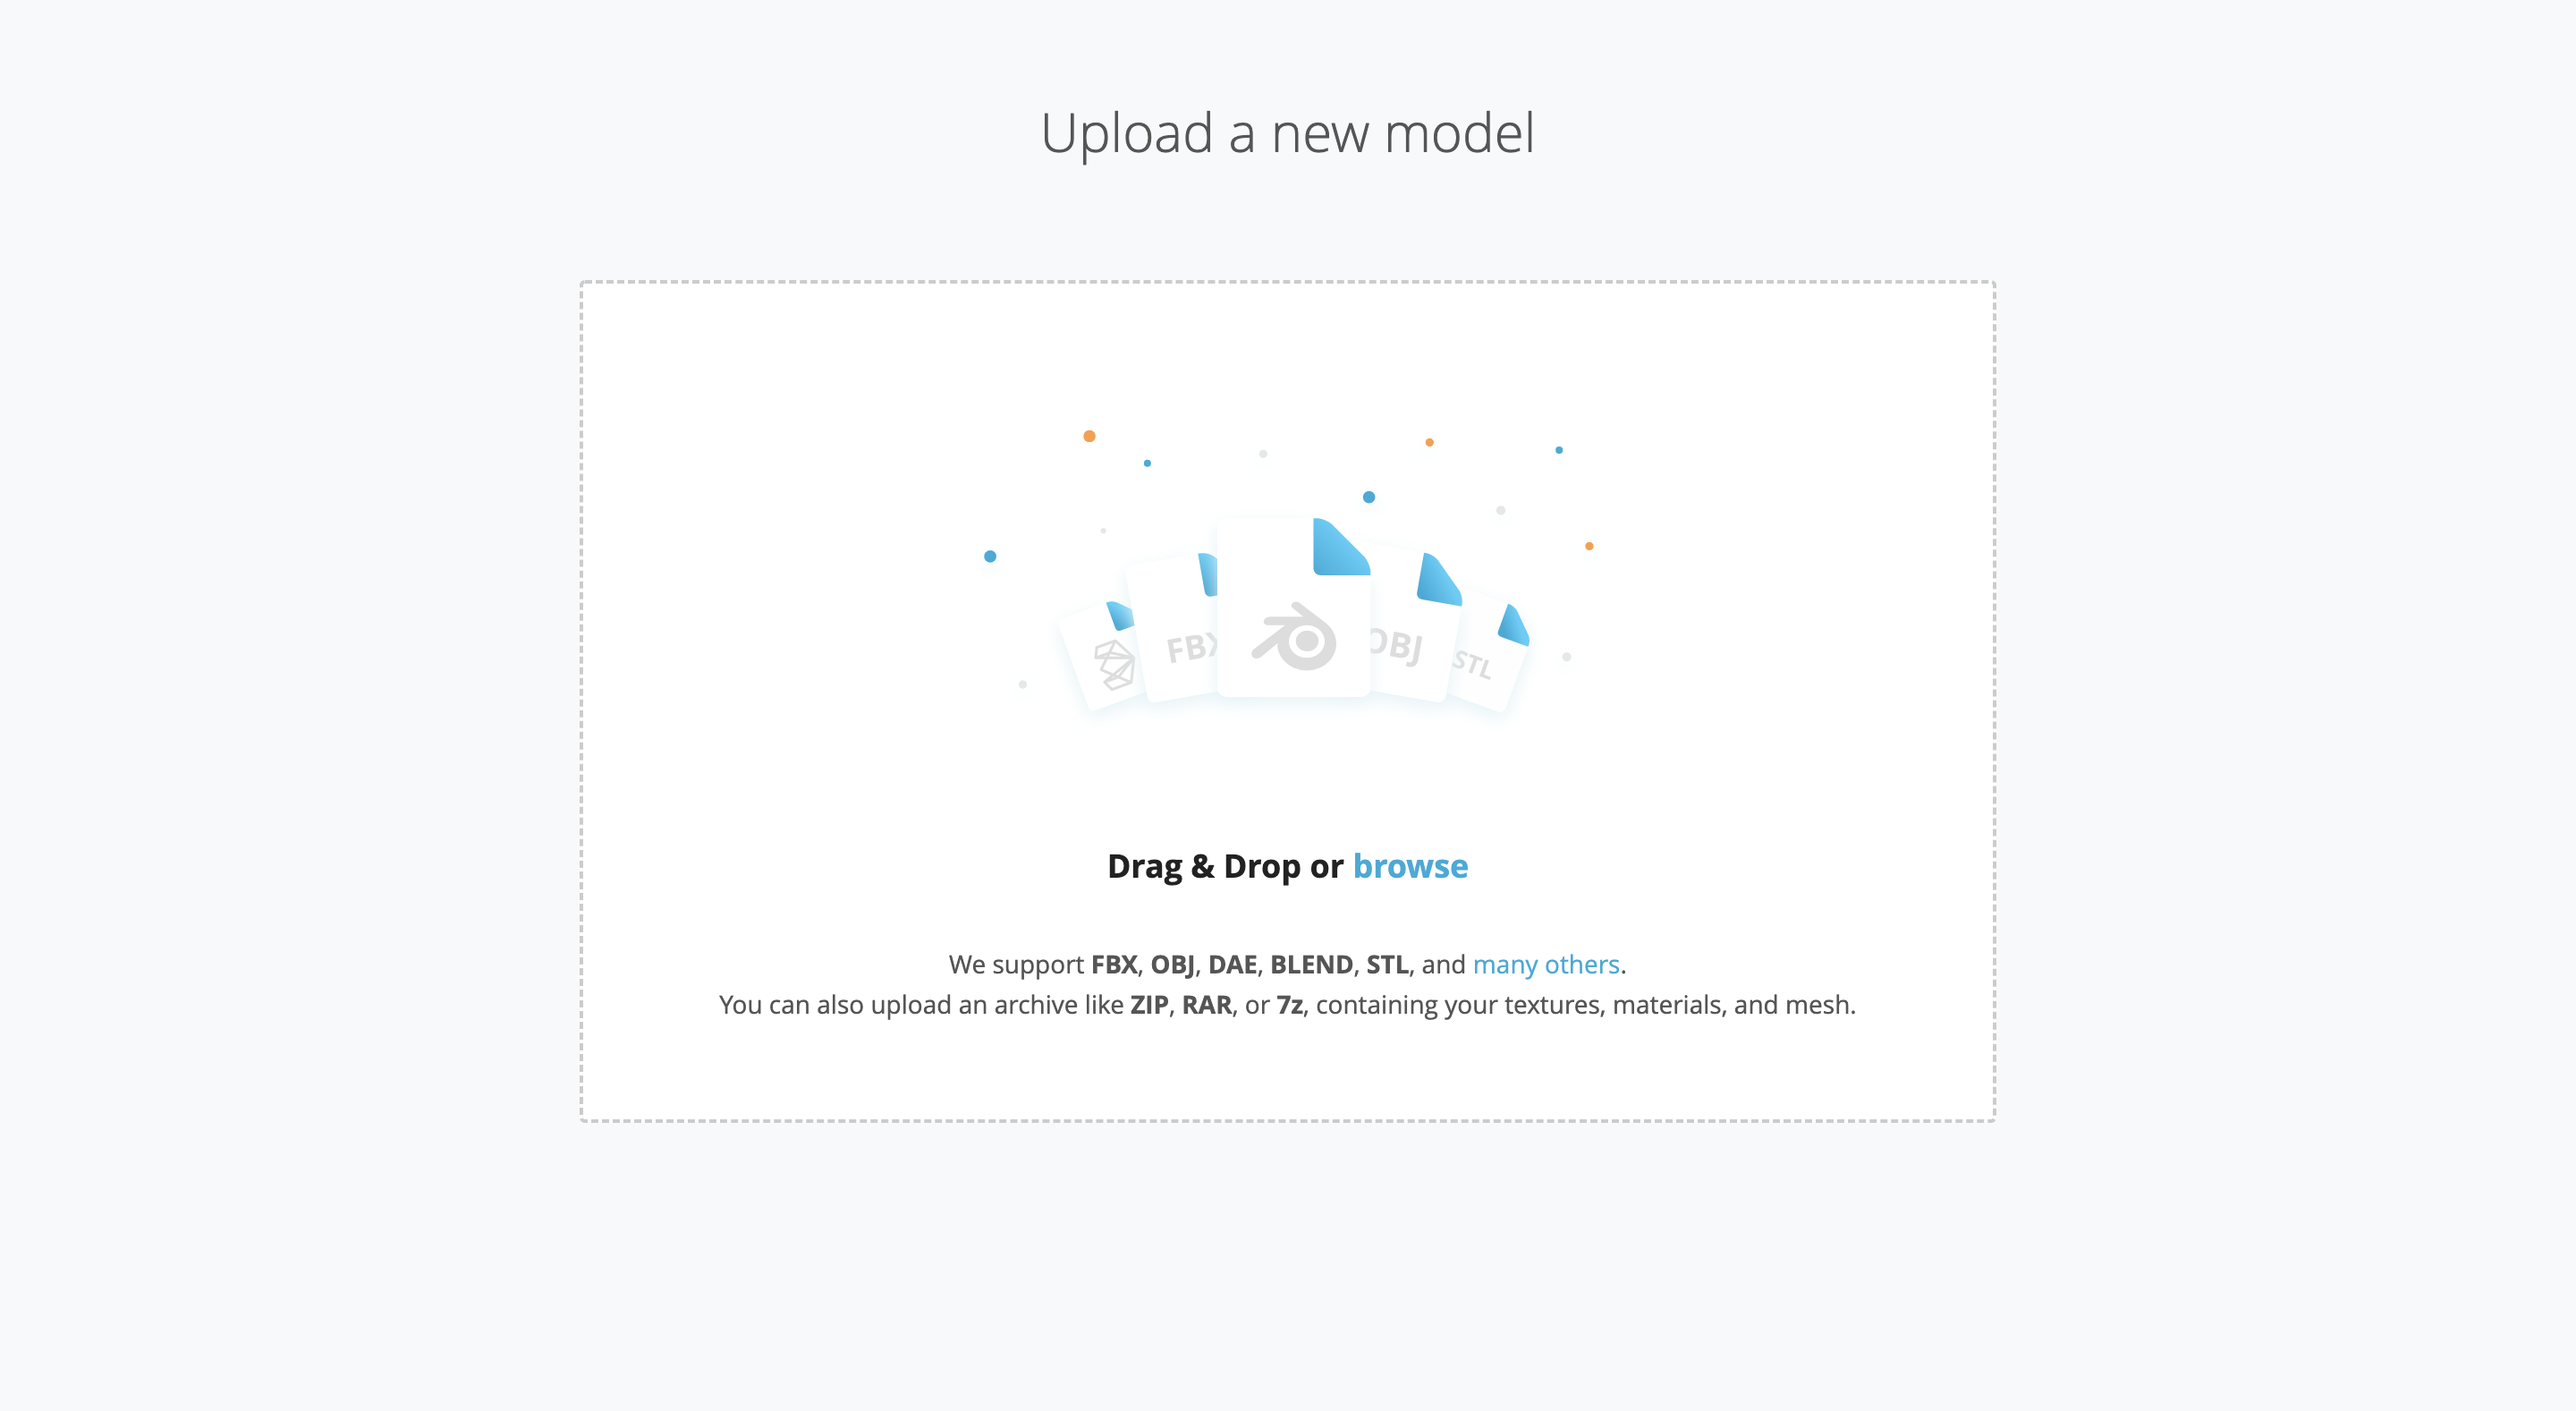 Upload a new model
FBX
OBJ
STL
Drag & Drop or browse
We support FBX, OBJ, DAE, BLEND, STL, and many others.
You can also upload an archive like ZIP, RAR, or 7z, containing your textures, materials, and mesh.